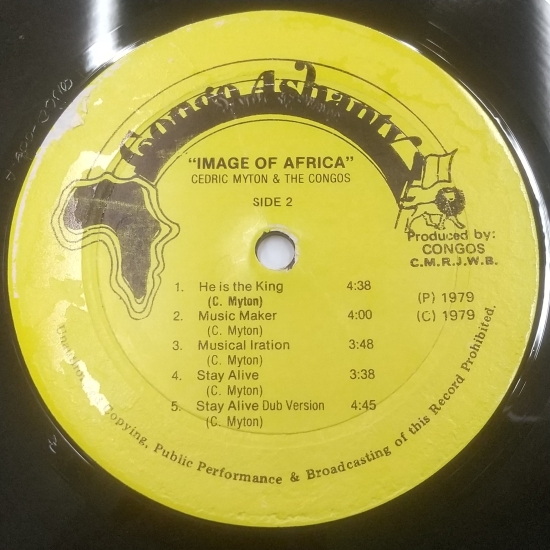 Congo Ashanty
"IMAGE OF AFRICA"
CEDRIC MYTON & THE CONGOS
SIDE 2
Produced by:
CONGOS
C.M.R.J.W.B.
(P) 1979
(C) 1979
1. He is the King 4:38
(C. Myton)
2. Music Maker 4:00
(C. Myton)
3. Musical Iration 3:48
(C. Myton)
4. Stay Alive 3:38
(C. Myton)
5. Stay Alive Dub Version 4:45
(C. Myton)
Copying, Public Performance & Broadcasting of this Record Prohibited.